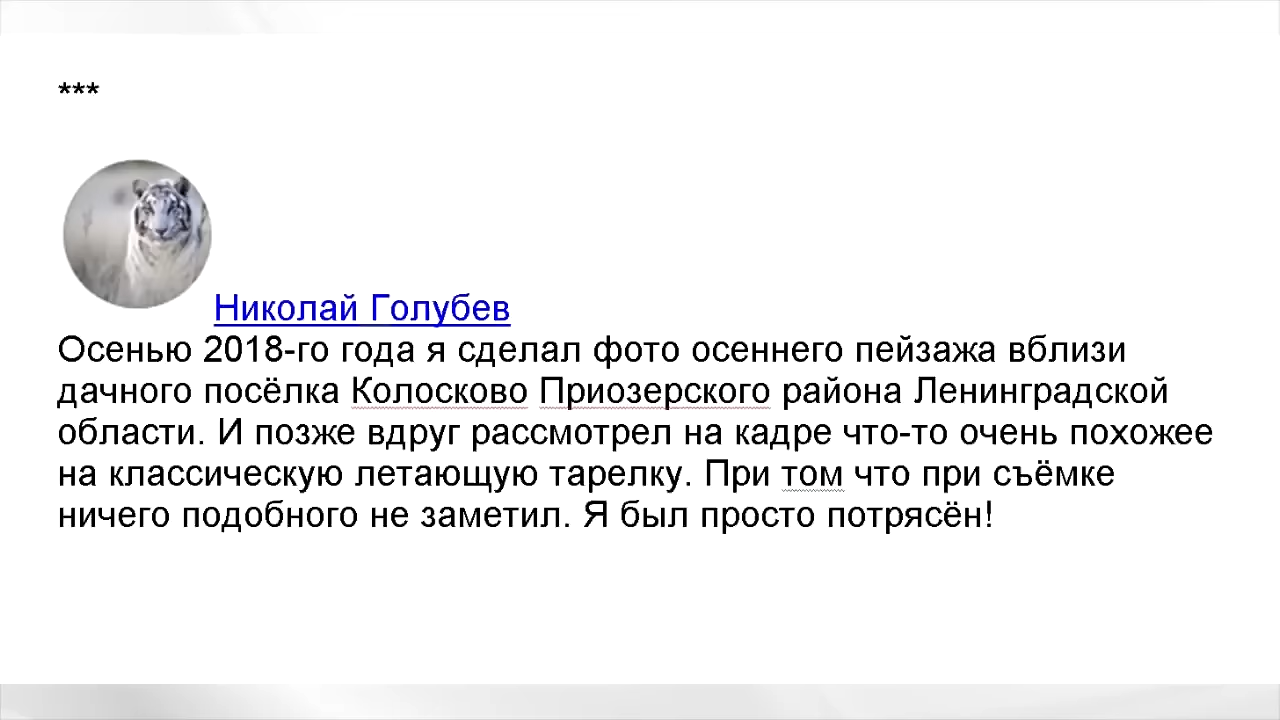 ***
Николай Голубев
Осенью 2018-го года я сделал фото осеннего пейзажа вблизи
дачного посёлка Колосково Приозерского района Ленинградской
области. И позже вдруг рассмотрел на кадре что-то очень похожее
на классическую летающую тарелку. При том что при съёмке
ничего подобного не заметил. Я был просто потрясён!